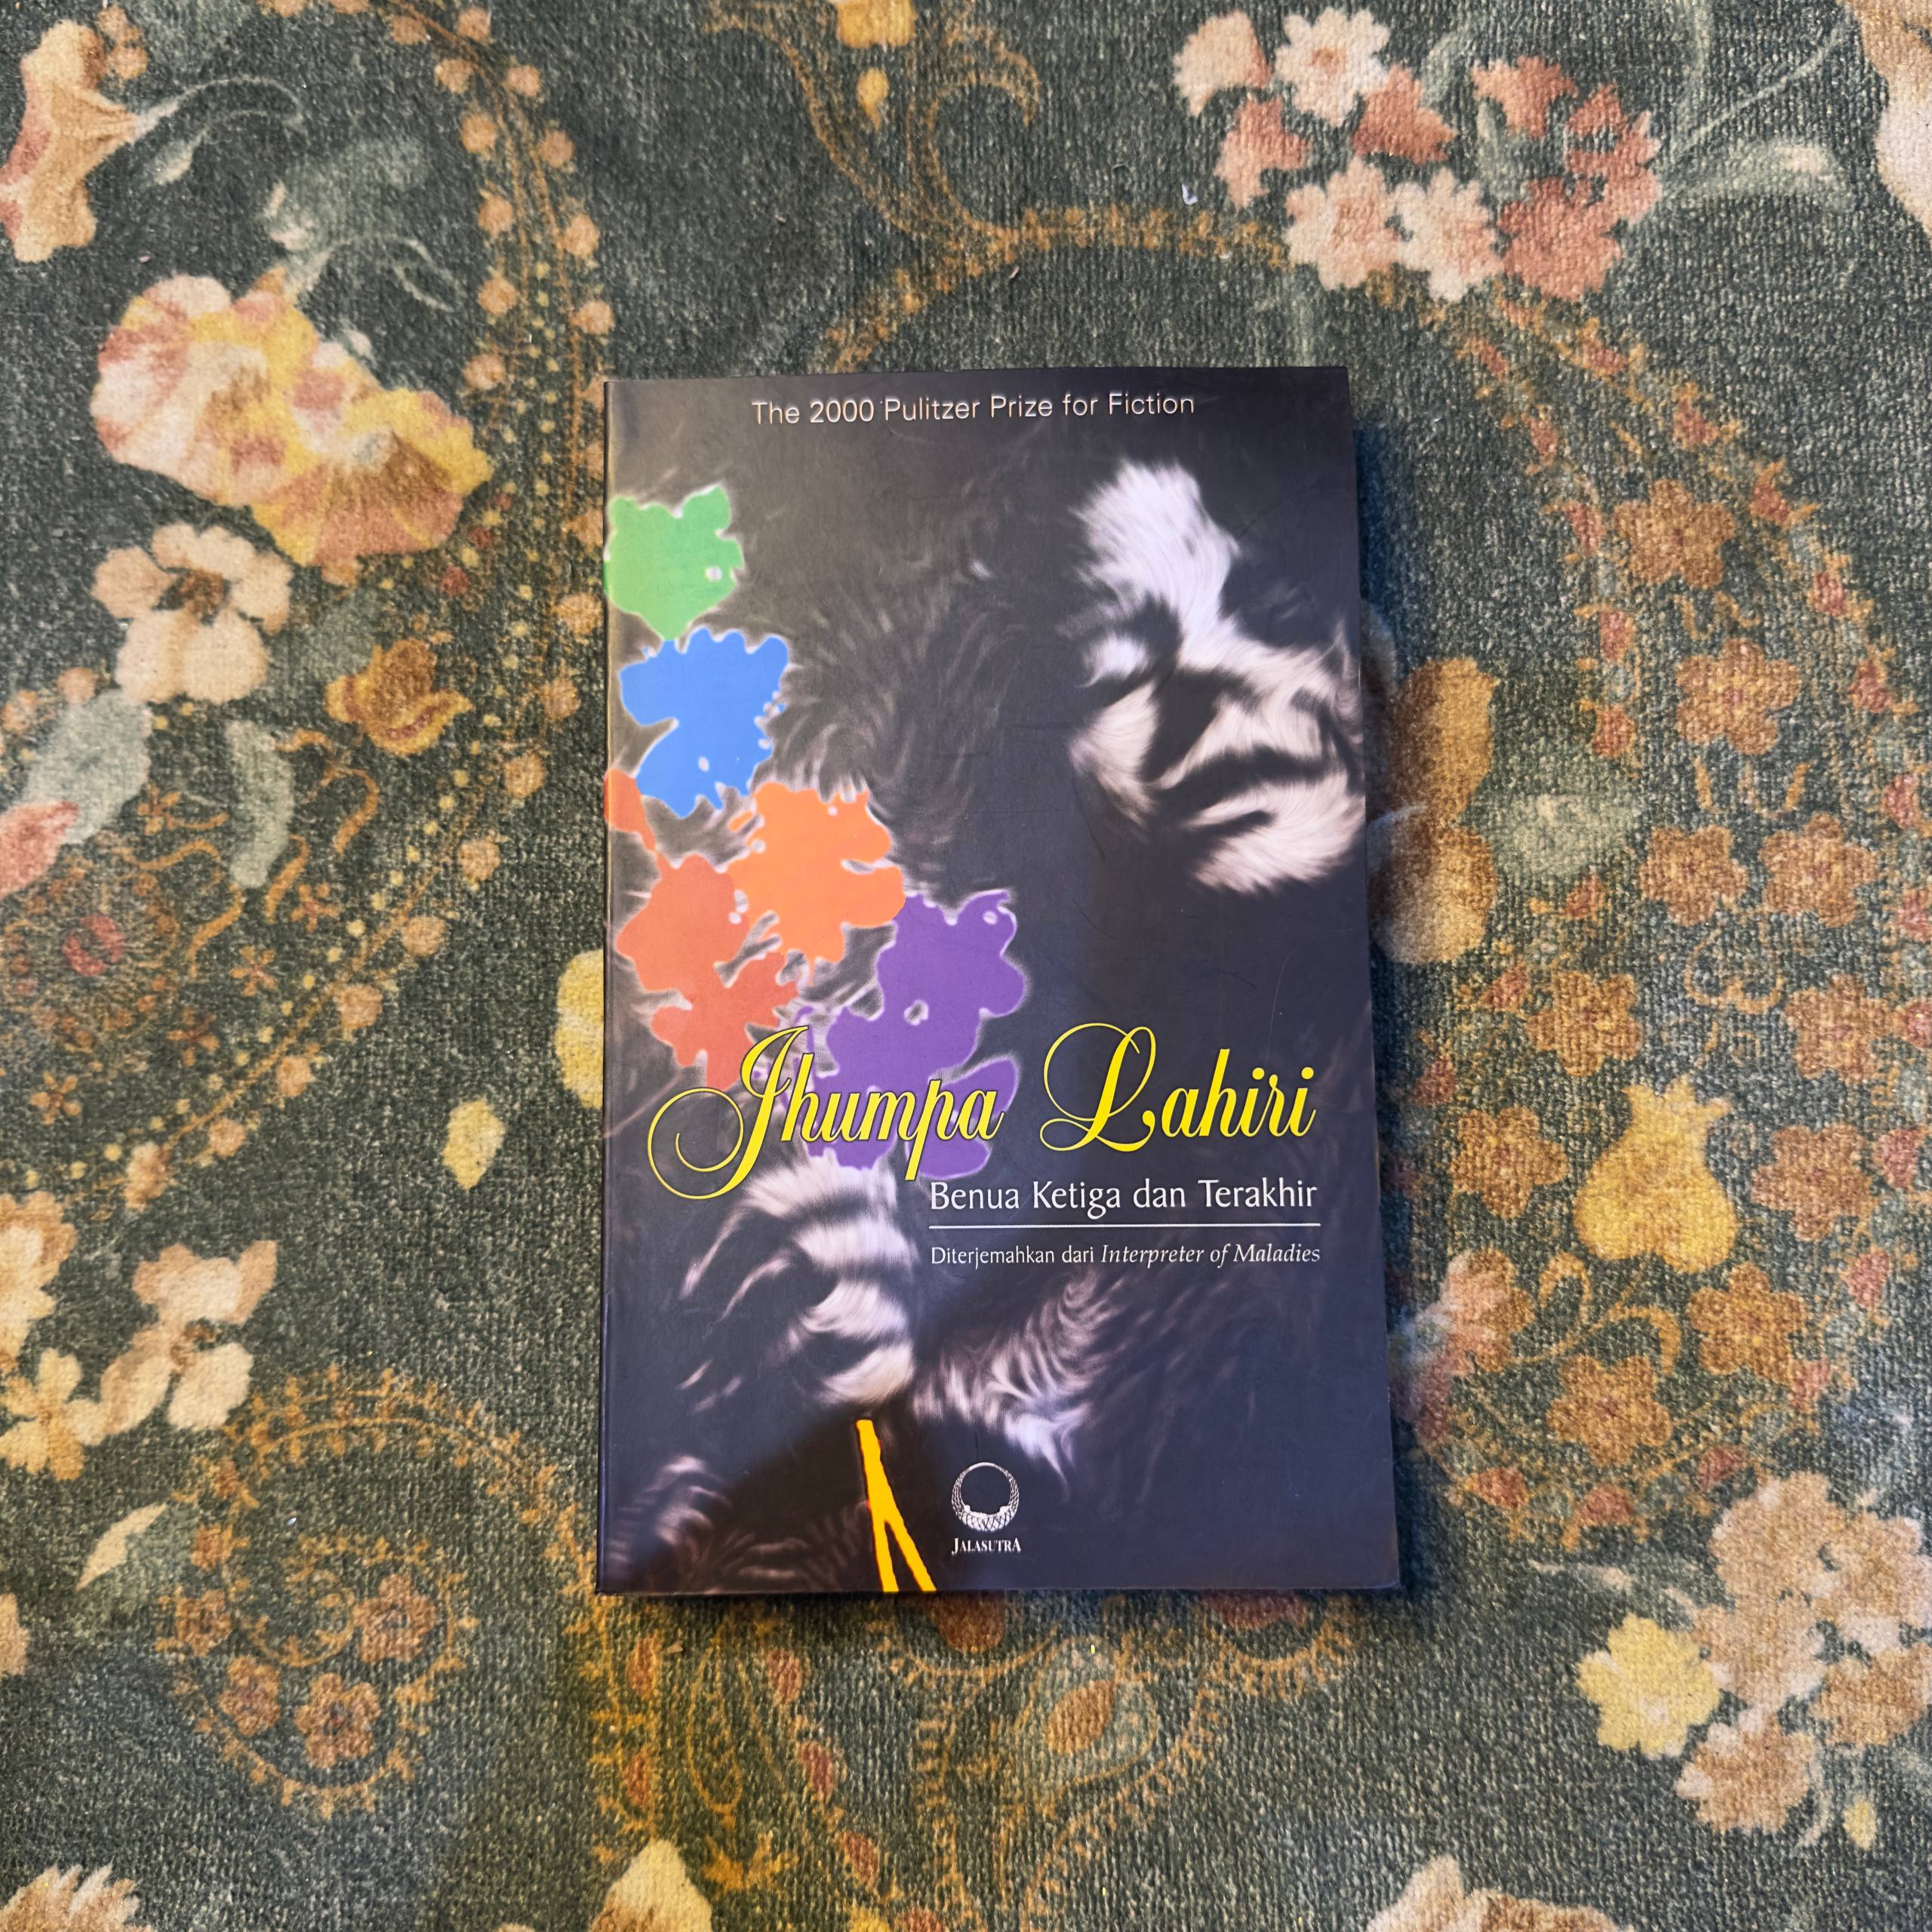 The 2000 Pulitzer Prize for Fiction
Jhumpa Lahiri
Benua Ketiga dan Terakhir
Diterjemahkan dari Interpreter of Maladies
JALASUTRA